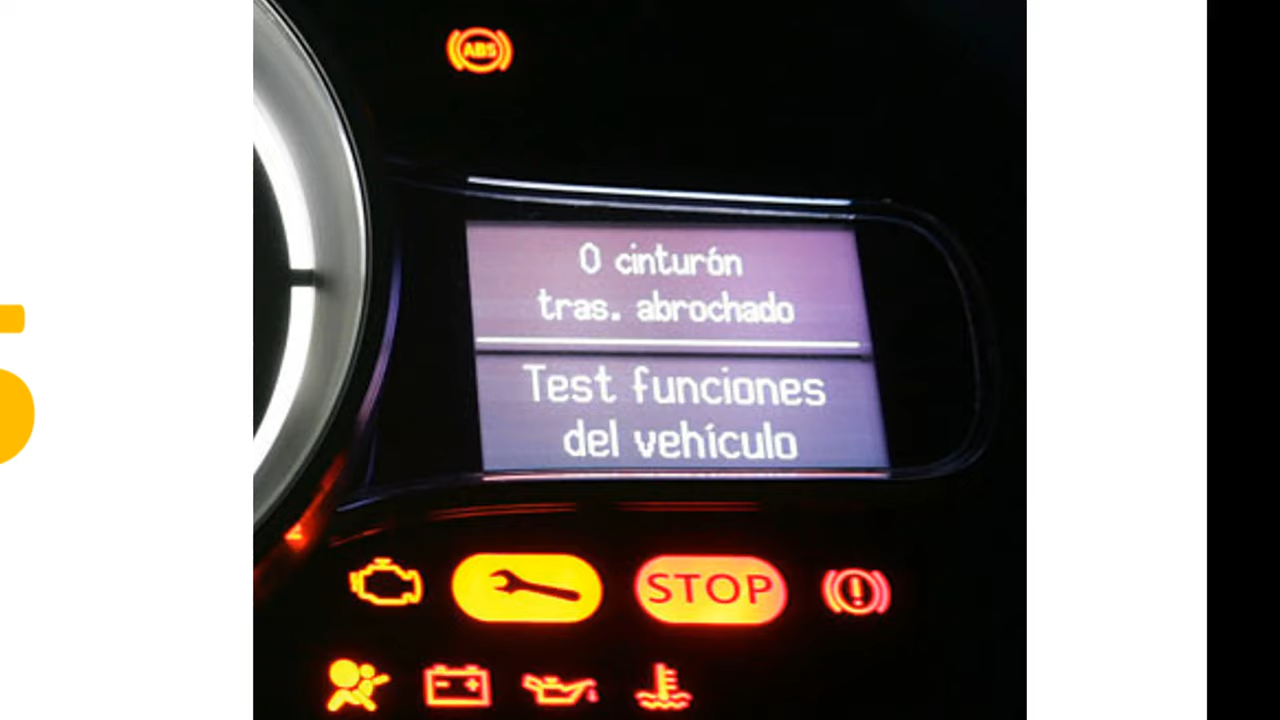 ABS
0 cinturón
tras. abrochado
Test funciones
del vehículo
STOP